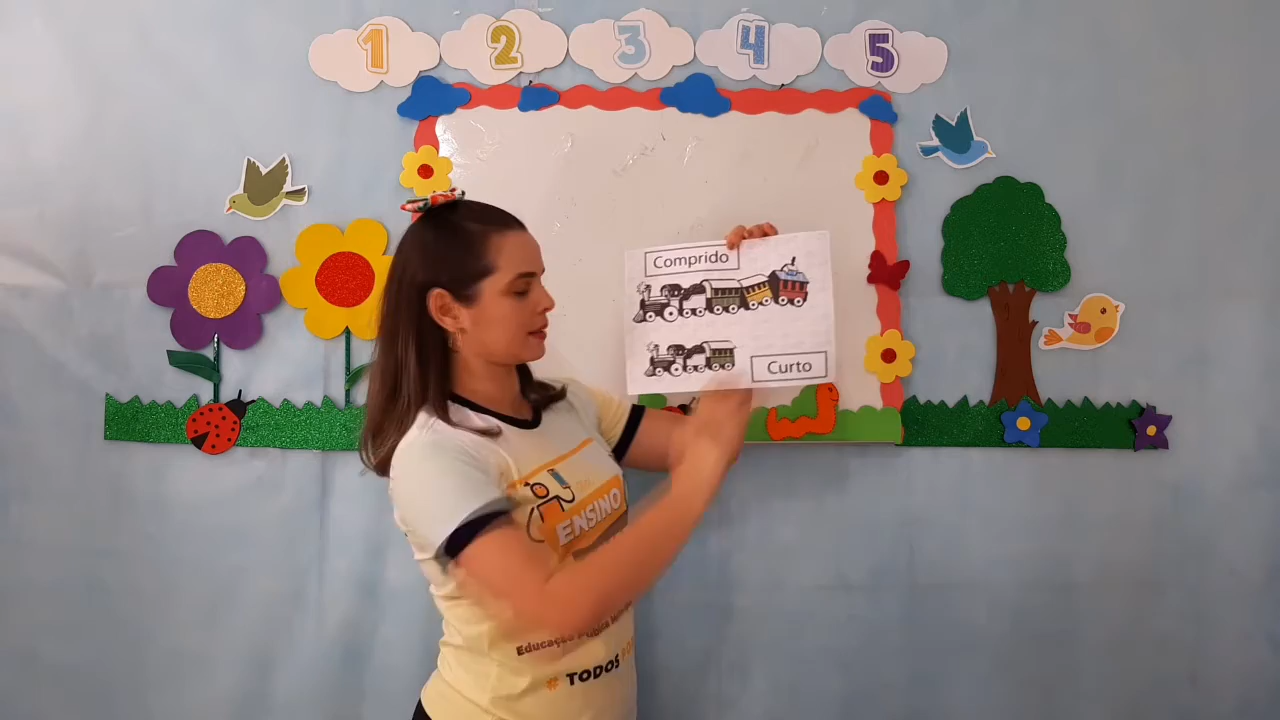 1 2 3 4 5
Comprido
Curto
ENSINO
Educação
# TODOS